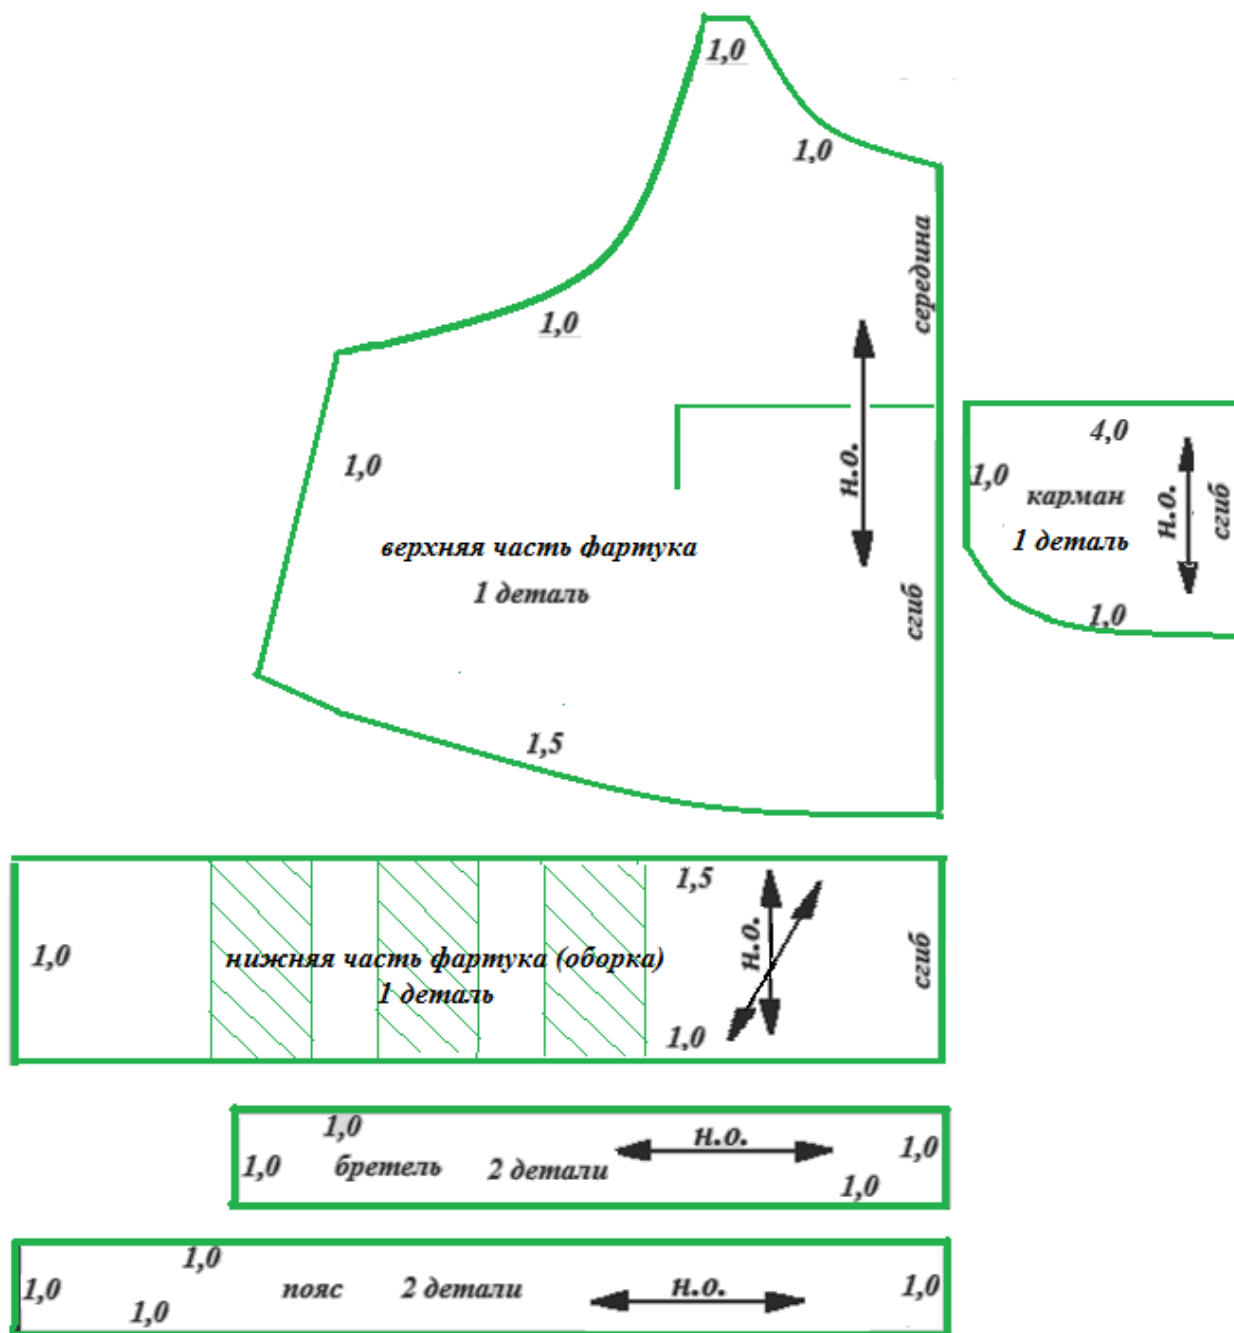 1,0
1,0
середина
1,0
4,0
1,0
н.о.
1,0
карман
н.о.
сгиб
1 деталь
верхняя часть фартука
1 деталь
сгиб
1,0
1,5
1,5
н.о.
1,0
нижняя часть фартука (оборка)
сгиб
1 деталь
1,0
1,0
н.о.
1,0
1,0
бретель
2 детали
1,0
1,0
1,0
пояс
2 детали
н.о.
1,0
1,0